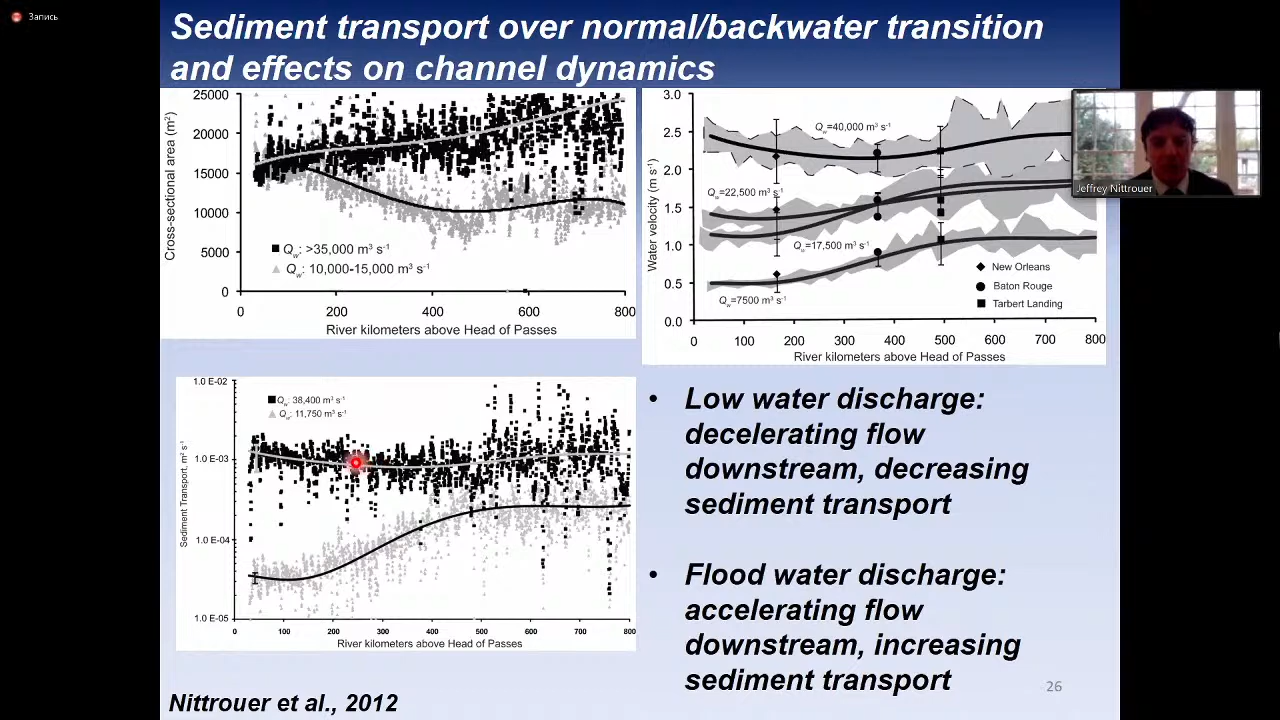 Запись
Sediment transport over normal/backwater transition
and effects on channel dynamics
25000
20000
15000
10000
5000
0
Cross-sectional area (m²)
Qw: >35,000 m³ s⁻¹
Qw: 10,000-15,000 m³ s⁻¹
0 200 400 600 800
River kilometers above Head of Passes
3.0
2.5
2.0
1.5
1.0
0.5
0.0
Water velocity (m s⁻¹)
Qw=40,000 m³ s⁻¹
Qw=22,500 m³ s⁻¹
Qw=17,500 m³ s⁻¹
Qw=7500 m³ s⁻¹
New Orleans
Baton Rouge
Tarbert Landing
0 100 200 300 400 500 600 700 800
River kilometers above Head of Passes
Jeffrey Nittrouer
1.0 E-02
1.0 E-03
1.0 E-04
1.0 E-05
Sediment Transport, m² s⁻¹
Qw: 38,400 m³ s⁻¹
Qw: 11,750 m³ s⁻¹
0 100 200 300 400 500 600 700 800
River kilometers above Head of Passes
• Low water discharge:
decelerating flow
downstream, decreasing
sediment transport
• Flood water discharge:
accelerating flow
downstream, increasing
sediment transport
26
Nittrouer et al., 2012